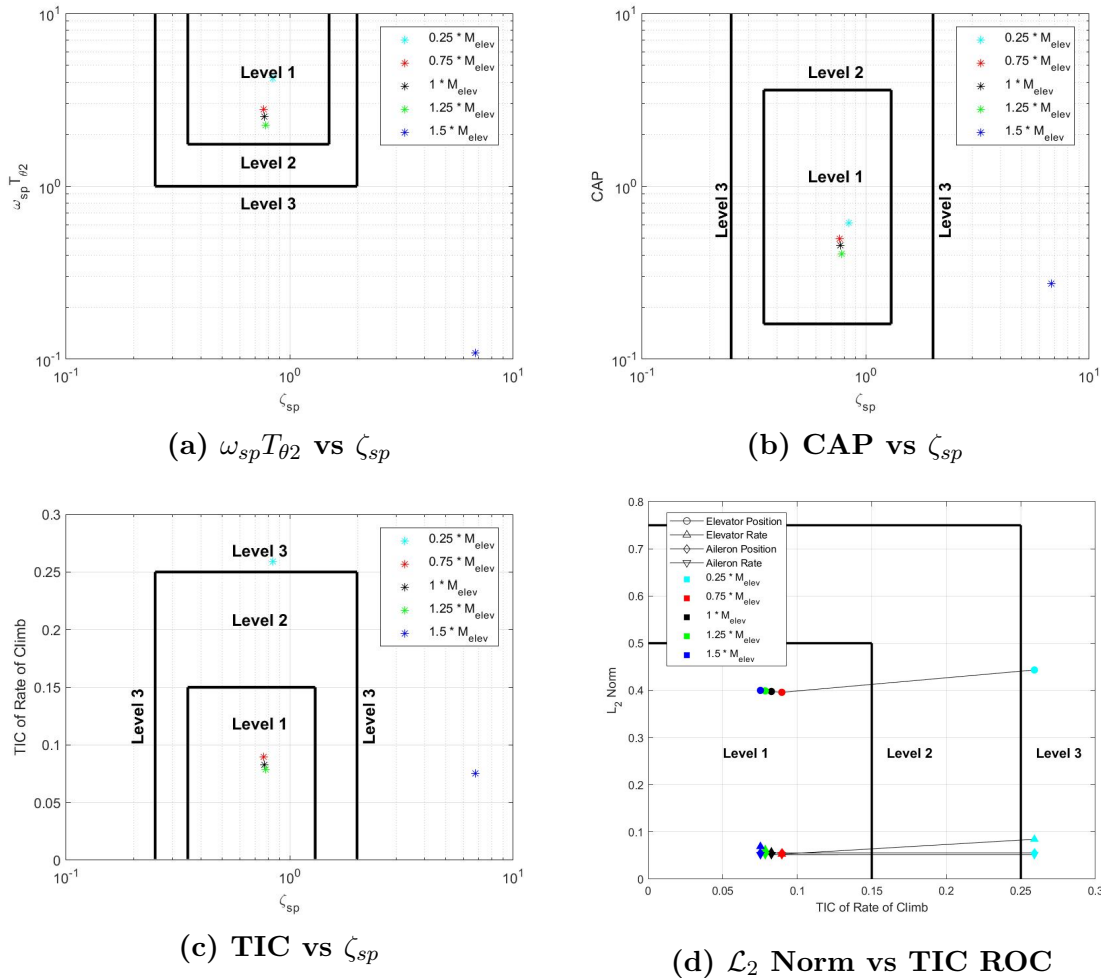 10^1
10^0
10^-1
10^-1
10^0
10^1
ω_sp T_θ2
ζ_sp
Level 1
Level 2
Level 3
0.25 * M_elev
0.75 * M_elev
1 * M_elev
1.25 * M_elev
1.5 * M_elev
(a) ω_sp T_θ2 vs ζ_sp
10^1
10^0
10^-1
10^-1
10^0
10^1
CAP
ζ_sp
Level 2
Level 1
Level 3
Level 3
0.25 * M_elev
0.75 * M_elev
1 * M_elev
1.25 * M_elev
1.5 * M_elev
(b) CAP vs ζ_sp
0.3
0.25
0.2
0.15
0.1
0.05
0
10^-1
10^0
10^1
TIC of Rate of Climb
ζ_sp
Level 3
Level 2
Level 1
Level 3
Level 3
0.25 * M_elev
0.75 * M_elev
1 * M_elev
1.25 * M_elev
1.5 * M_elev
(c) TIC vs ζ_sp
0.8
0.7
0.6
0.5
0.4
0.3
0.2
0.1
0
0
0.05
0.1
0.15
0.2
0.25
0.3
L_2 Norm
TIC of Rate of Climb
Elevator Position
Elevator Rate
Aileron Position
Aileron Rate
0.25 * M_elev
0.75 * M_elev
1 * M_elev
1.25 * M_elev
1.5 * M_elev
Level 1
Level 2
Level 3
(d) ℒ_2 Norm vs TIC ROC